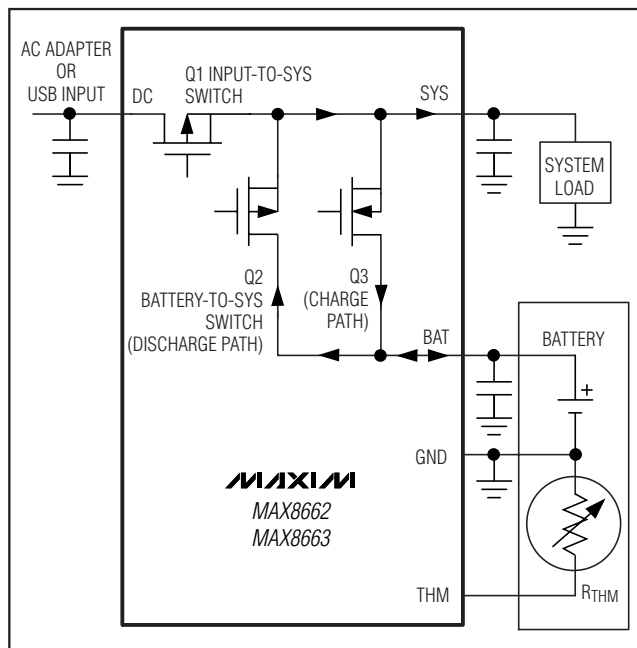 AC ADAPTER
OR
USB INPUT
DC
Q1 INPUT-TO-SYS
SWITCH
SYS
SYSTEM
LOAD
Q2
BATTERY-TO-SYS
SWITCH
(DISCHARGE PATH)
Q3
(CHARGE
PATH)
BAT
BATTERY
+
GND
MAXIM
MAX8662
MAX8663
THM
RTHM